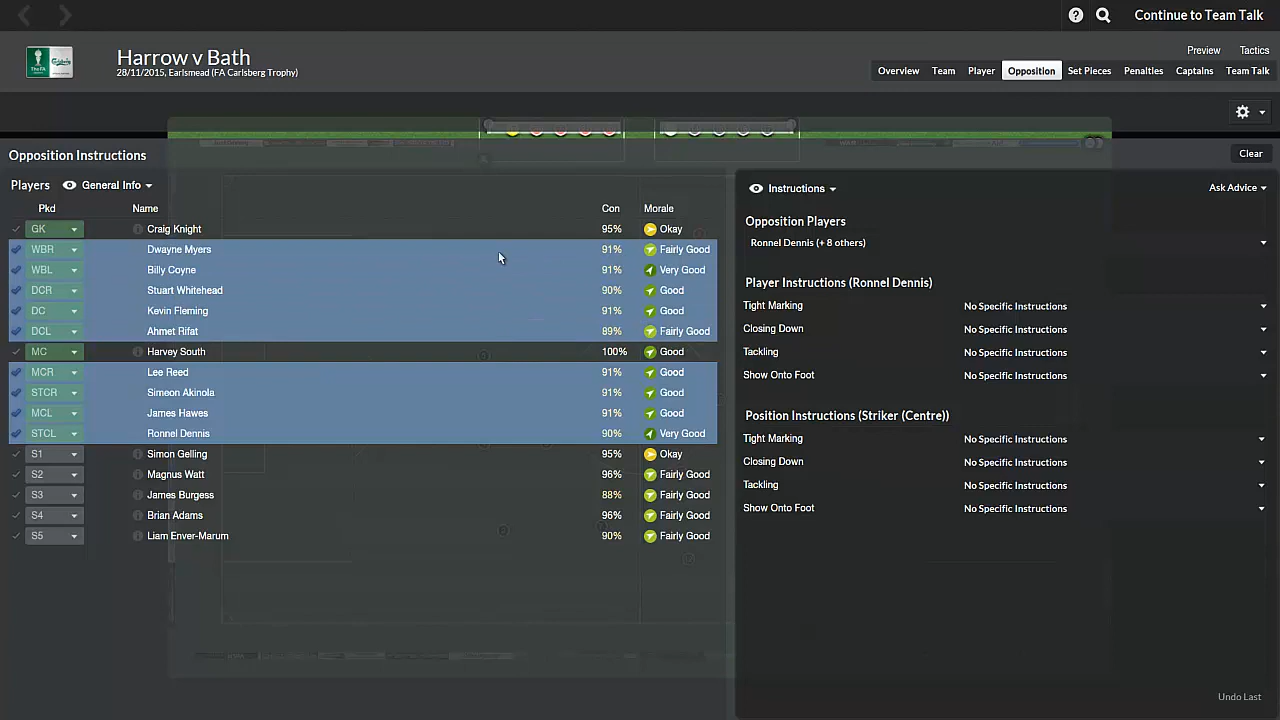 Continue to Team Talk
Harrow v Bath
28/11/2015, Earlsmead (FA Carlsberg Trophy)
Preview Tactics
Overview Team Player Opposition Set Pieces Penalties Captains Team Talk
Opposition Instructions
Clear
Players General Info
Instructions Ask Advice
Pkd Name Con Morale
GK Craig Knight 95% Okay
WBR Dwayne Myers 91% Fairly Good
WBL Billy Coyne 91% Very Good
DCR Stuart Whitehead 90% Good
DC Kevin Fleming 91% Good
DCL Ahmet Rifat 89% Fairly Good
MC Harvey South 100% Good
MCR Lee Reed 91% Good
STCR Simeon Akinola 91% Good
MCL James Hawes 91% Good
STCL Ronnel Dennis 90% Very Good
S1 Simon Gelling 95% Okay
S2 Magnus Watt 96% Fairly Good
S3 James Burgess 88% Fairly Good
S4 Brian Adams 96% Fairly Good
S5 Liam Enver-Marum 90% Fairly Good
Opposition Players
Ronnel Dennis (+ 8 others)
Player Instructions (Ronnel Dennis)
Tight Marking No Specific Instructions
Closing Down No Specific Instructions
Tackling No Specific Instructions
Show Onto Foot No Specific Instructions
Position Instructions (Striker (Centre))
Tight Marking No Specific Instructions
Closing Down No Specific Instructions
Tackling No Specific Instructions
Show Onto Foot No Specific Instructions
Undo Last